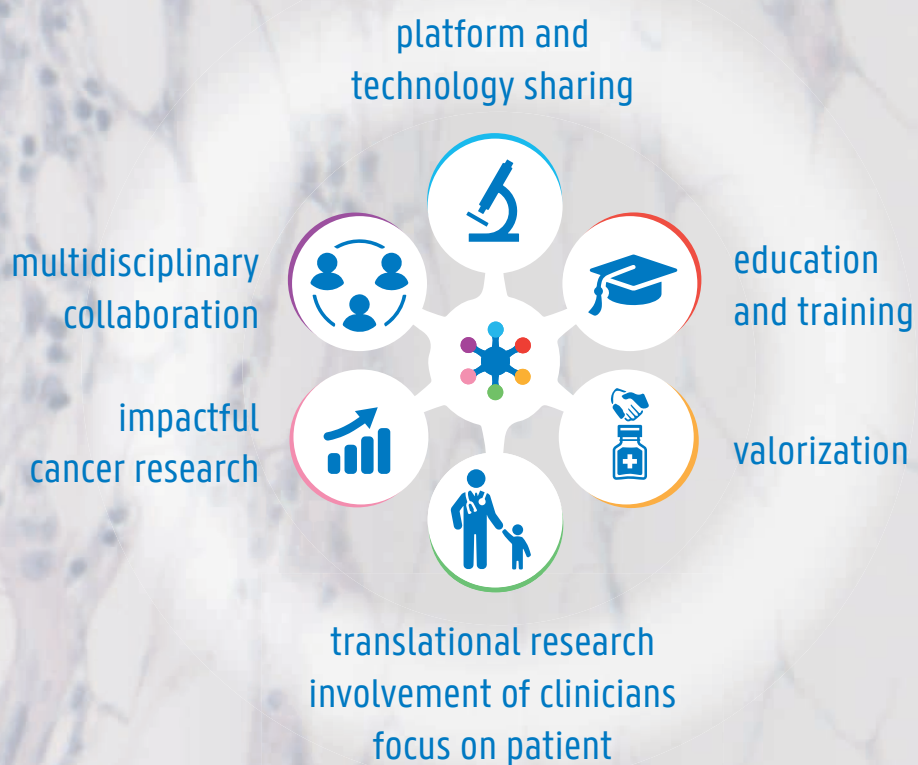 platform and
technology sharing
multidisciplinary
collaboration
education
and training
impactful
cancer research
valorization
translational research
involvement of clinicians
focus on patient